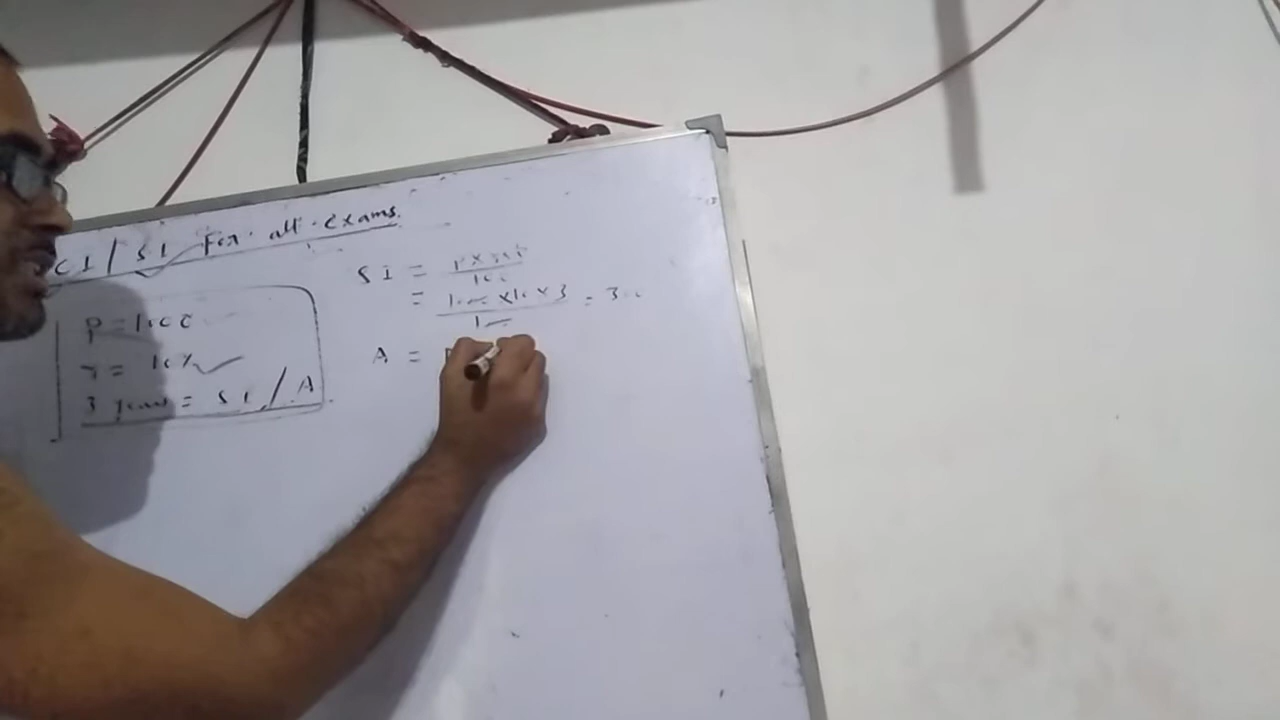 CI / SI For all exams.
P = 1000
r = 10%
3 years = SI / A
SI = P×r×t / 100
= 1000 ×10×3 / 100 = 300
A =